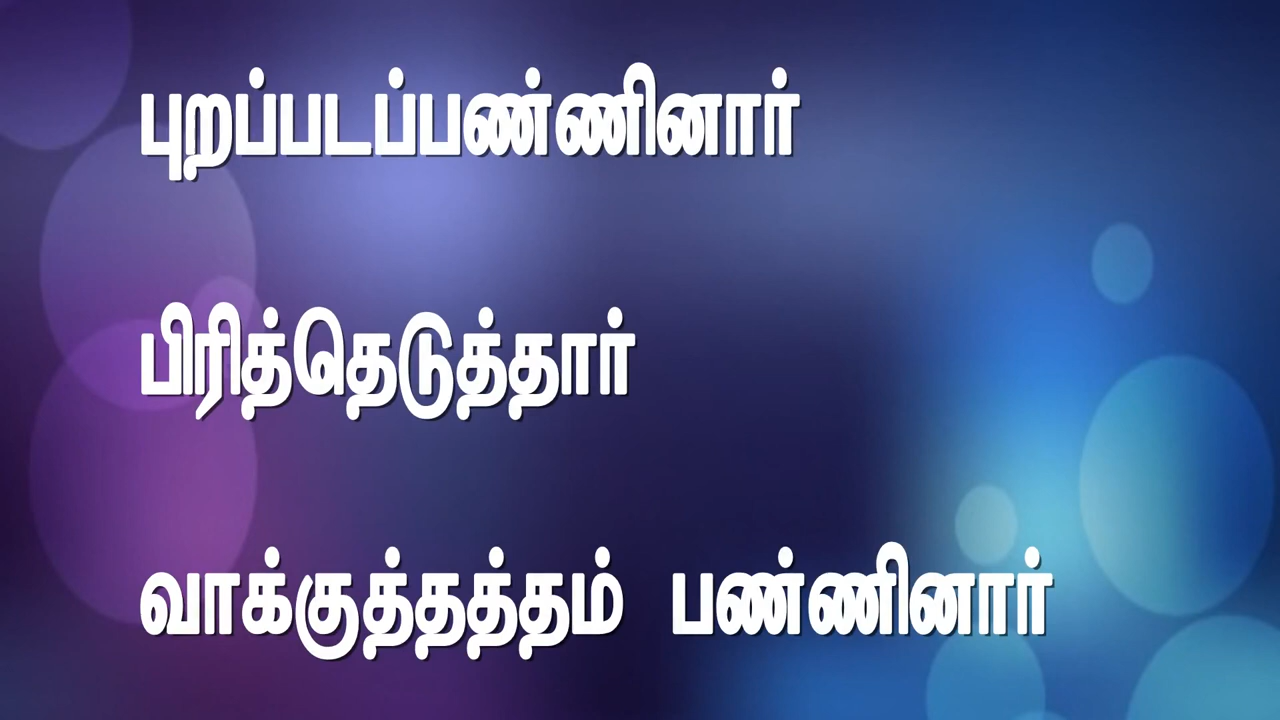 புறப்படப்பண்ணினார்
பிரித்தெடுத்தார்
வாக்குத்தத்தம் பண்ணினார்